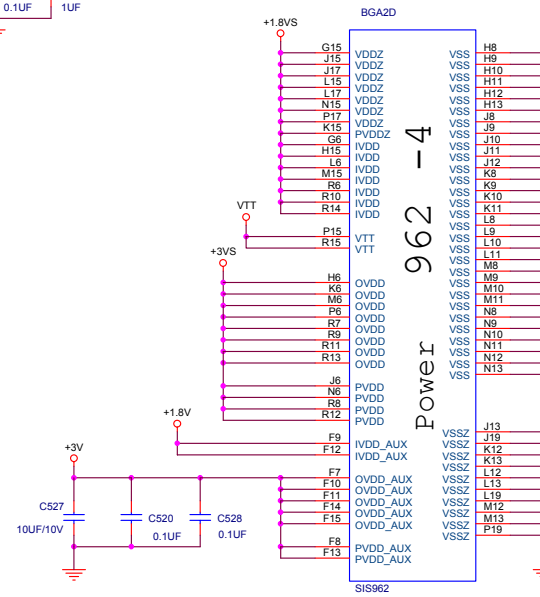 0.1UF 1UF
BGA2D
+1.8VS
G15 VDDZ VSS H8
J15 VDDZ VSS H9
J17 VDDZ VSS H10
L15 VDDZ VSS H11
L17 VDDZ VSS H12
N15 VDDZ VSS H13
P17 VDDZ VSS J8
K15 PVDDZ VSS J9
G6 IVDD VSS J10
H15 IVDD VSS J11
L6 IVDD VSS J12
M15 IVDD VSS K8
R6 IVDD VSS K9
R10 IVDD VSS K10
R14 IVDD VSS K11
VSS L8
VTT
P15 VTT VSS L9
R15 VTT VSS L10
VSS L11
+3VS
VSS M8
H6 OVDD VSS M9
K6 OVDD VSS M10
M6 OVDD VSS M11
P6 OVDD VSS N8
R7 OVDD VSS N9
R9 OVDD VSS N10
R11 OVDD VSS N11
R13 OVDD VSS N12
VSS N13
J6 PVDD
N6 PVDD
R8 PVDD
R12 PVDD
Power 962 -4
+1.8V
VSSZ J13
F9 IVDD_AUX VSSZ J19
F12 IVDD_AUX VSSZ K12
VSSZ K13
+3V
F7 OVDD_AUX VSSZ L12
F10 OVDD_AUX VSSZ L13
F11 OVDD_AUX VSSZ L19
F14 OVDD_AUX VSSZ M12
F15 OVDD_AUX VSSZ M13
VSSZ P19
F8 PVDD_AUX
F13 PVDD_AUX
C527
10UF/10V
C520
0.1UF
C528
0.1UF
SIS962